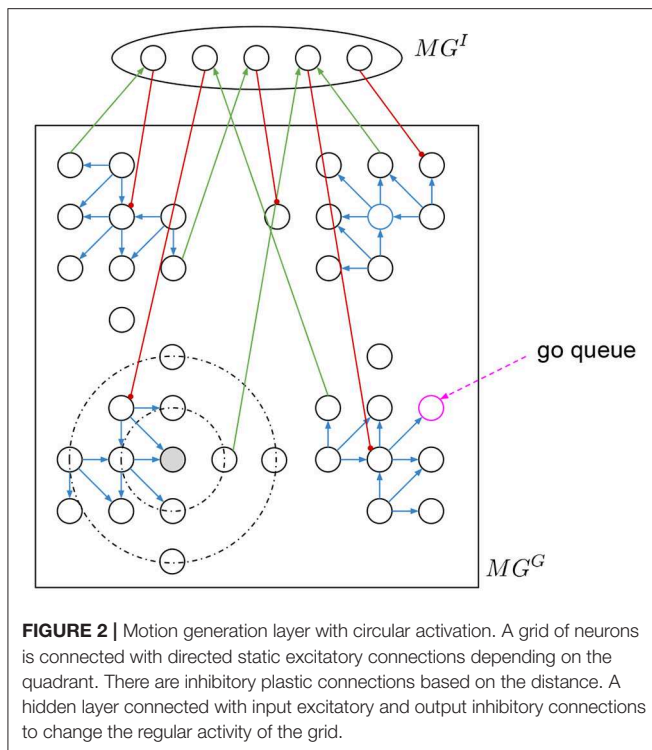 MG^I
go queue
MG^G
FIGURE 2 | Motion generation layer with circular activation. A grid of neurons
is connected with directed static excitatory connections depending on the
quadrant. There are inhibitory plastic connections based on the distance. A
hidden layer connected with input excitatory and output inhibitory connections
to change the regular activity of the grid.